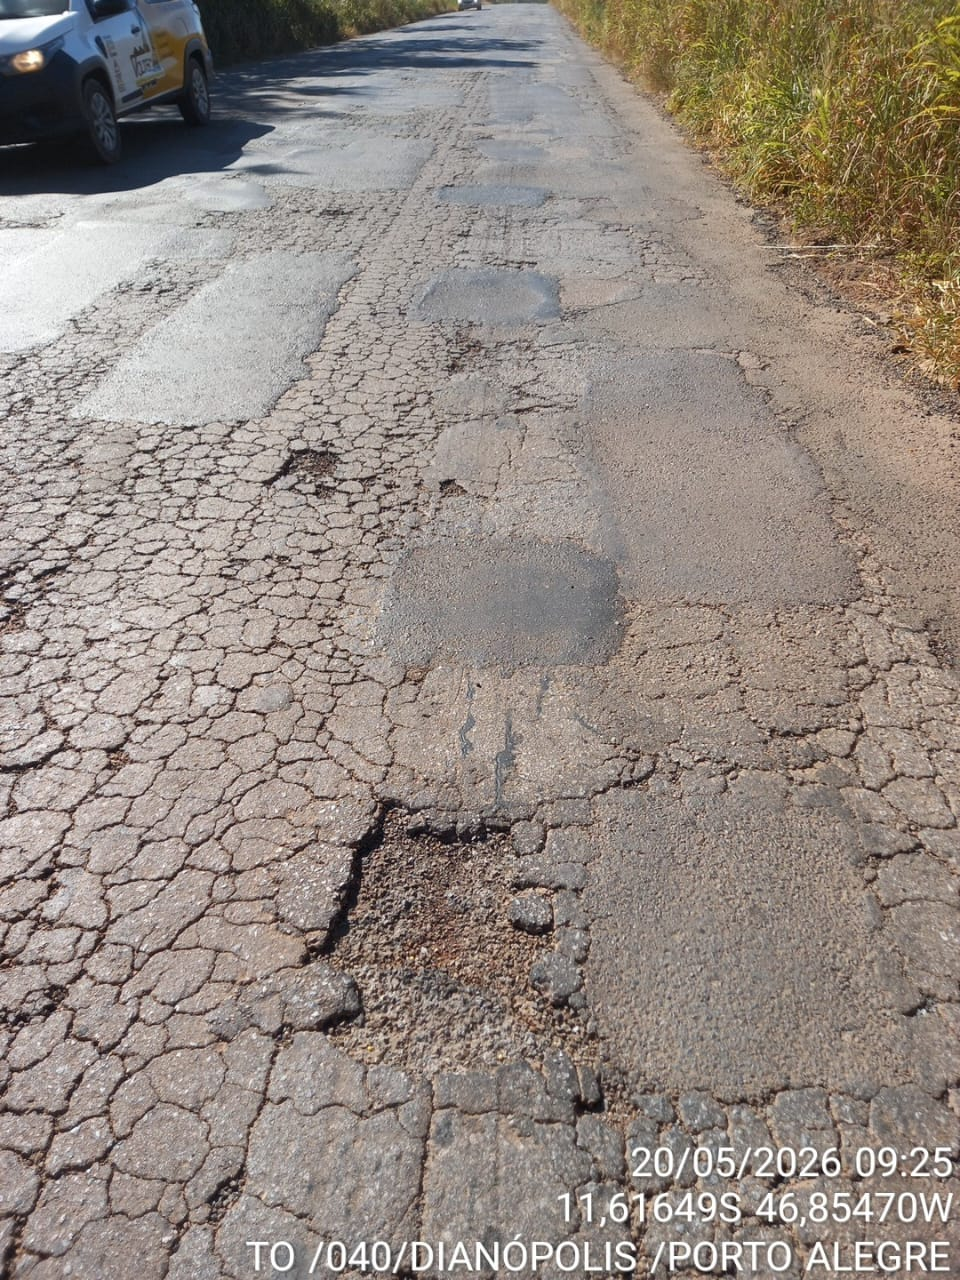 20/05/2026 09:25
11,61649S 46,85470W
TO /040/DIANÓPOLIS /PORTO ALEGRE